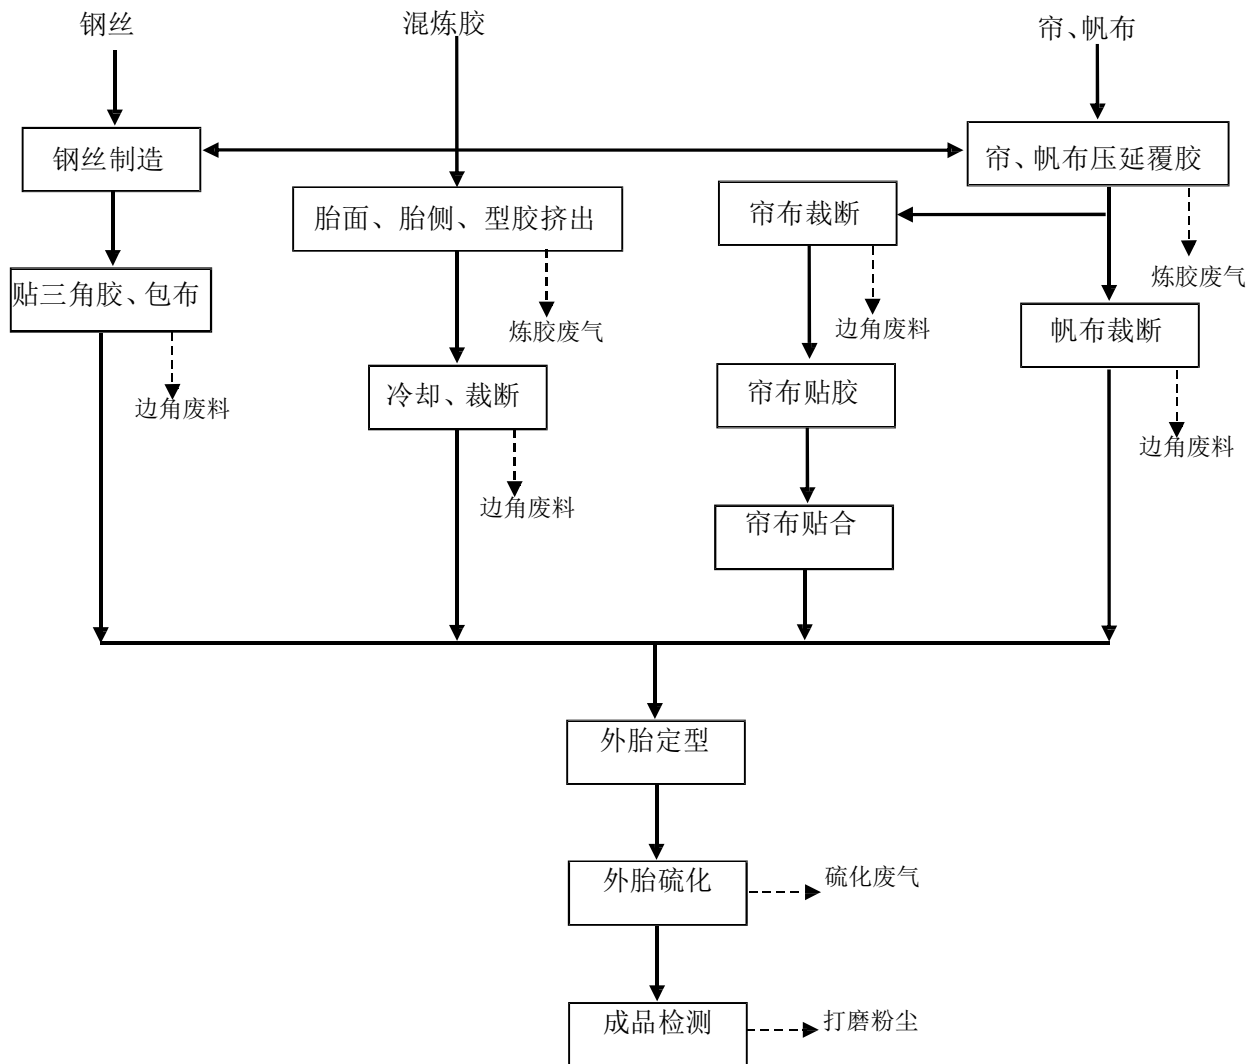 钢丝
混炼胶
帘、帆布
钢丝制造
帘、帆布压延覆胶
胎面、胎侧、型胶挤出
帘布裁断
贴三角胶、包布
炼胶废气
炼胶废气
边角废料
帆布裁断
边角废料
冷却、裁断
帘布贴胶
边角废料
边角废料
帘布贴合
外胎定型
外胎硫化
硫化废气
成品检测
打磨粉尘